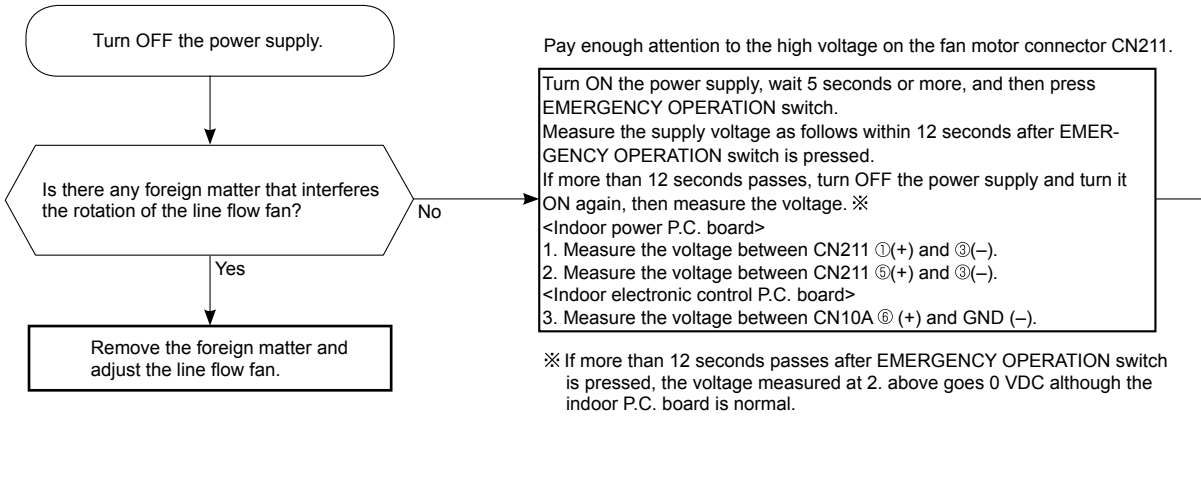 Turn OFF the power supply.
Is there any foreign matter that interferes
the rotation of the line flow fan?
No
Yes
Remove the foreign matter and
adjust the line flow fan.
Pay enough attention to the high voltage on the fan motor connector CN211.
Turn ON the power supply, wait 5 seconds or more, and then press
EMERGENCY OPERATION switch.
Measure the supply voltage as follows within 12 seconds after EMER-
GENCY OPERATION switch is pressed.
If more than 12 seconds passes, turn OFF the power supply and turn it
ON again, then measure the voltage. ※
<Indoor power P.C. board>
1. Measure the voltage between CN211 ①(+) and ③(–).
2. Measure the voltage between CN211 ⑤(+) and ③(–).
<Indoor electronic control P.C. board>
3. Measure the voltage between CN10A ⑥ (+) and GND (–).
※ If more than 12 seconds passes after EMERGENCY OPERATION switch
is pressed, the voltage measured at 2. above goes 0 VDC although the
indoor P.C. board is normal.